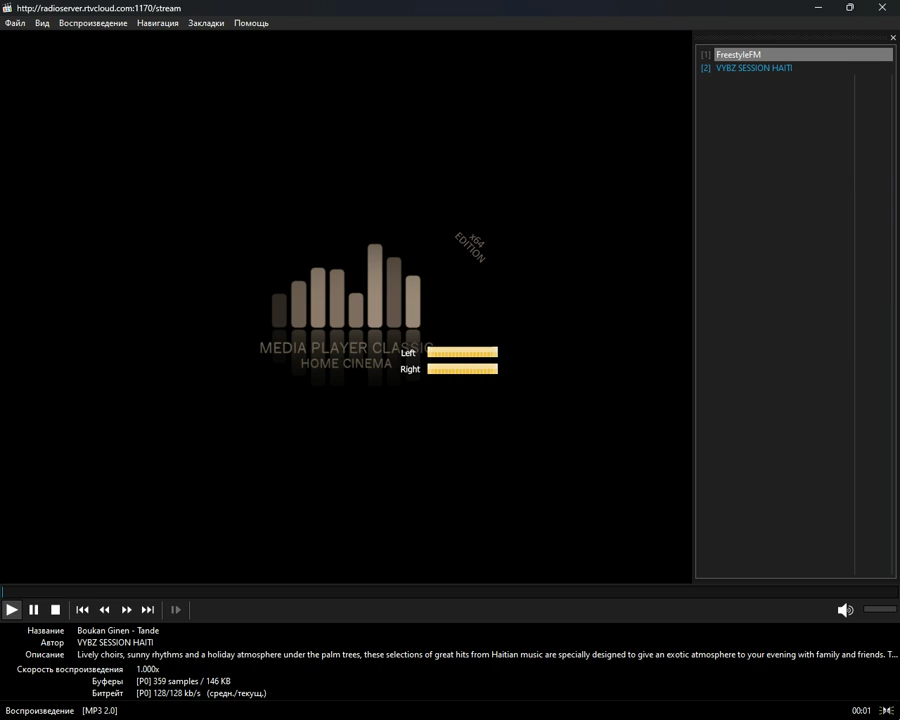 http://radioserver.rtvcloud.com:1170/stream
Файл Вид Воспроизведение Навигация Закладки Помощь
[1] FreestyleFM
[2] VYBZ SESSION HAITI
x64
EDITION
MEDIA PLAYER CLASSIC
HOME CINEMA
Left
Right
Название Boukan Ginen - Tande
Автор VYBZ SESSION HAITI
Описание Lively choirs, sunny rhythms and a holiday atmosphere under the palm trees, these selections of great hits from Haitian music are specially designed to give an exotic atmosphere to your evening with family and friends. T...
Скорость воспроизведения 1.000x
Буферы [P0] 359 samples / 146 KB
Битрейт [P0] 128/128 kb/s (средн./текущ.)
Воспроизведение [MP3 2.0] 00:01